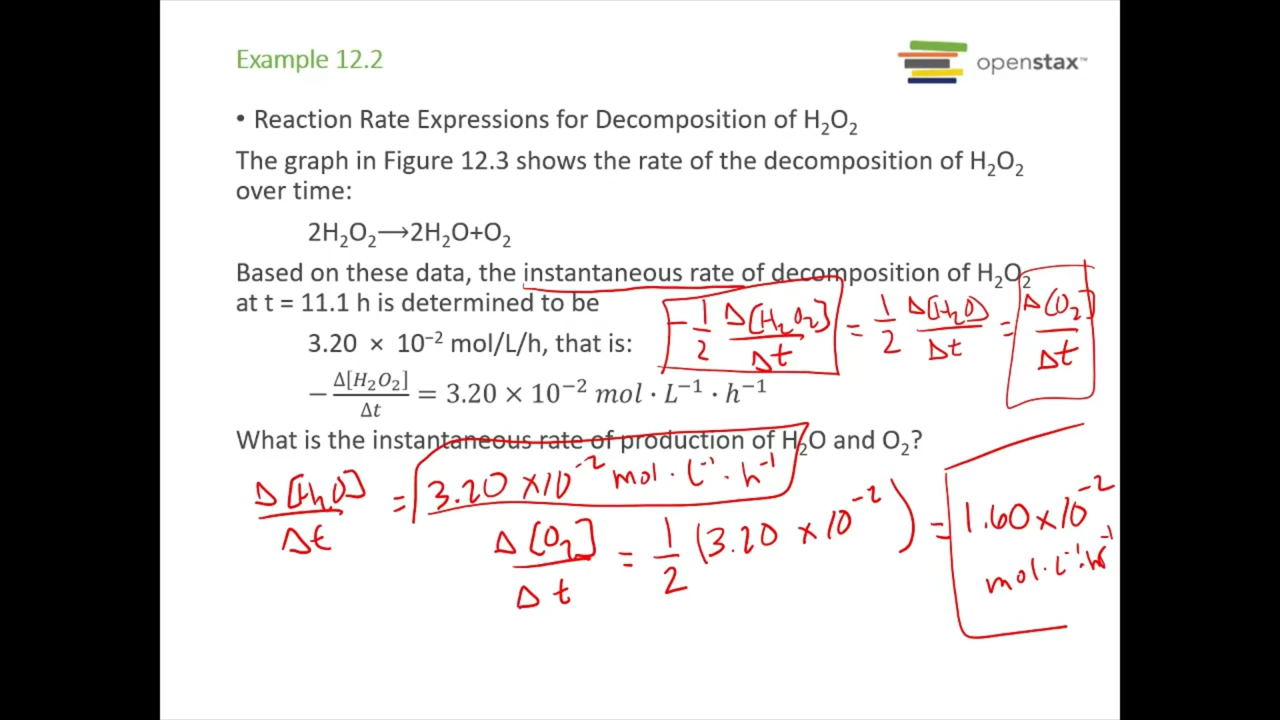 Example 12.2
openstax™
• Reaction Rate Expressions for Decomposition of H₂O₂
The graph in Figure 12.3 shows the rate of the decomposition of H₂O₂
over time:
2H₂O₂⟶2H₂O+O₂
Based on these data, the instantaneous rate of decomposition of H₂O₂
at t = 11.1 h is determined to be
3.20 × 10⁻² mol/L/h, that is:
-1/2 Δ[H₂O₂]/Δt = 1/2 Δ[H₂O]/Δt = Δ[O₂]/Δt
−Δ[H₂O₂]/Δt = 3.20 × 10⁻² mol · L⁻¹ · h⁻¹
What is the instantaneous rate of production of H₂O and O₂?
Δ[H₂O]/Δt = 3.20 ×10⁻² mol · L⁻¹ · h⁻¹
Δ[O₂]/Δt = 1/2 (3.20 ×10⁻²) = 1.60 ×10⁻²
mol · L⁻¹ · hr⁻¹